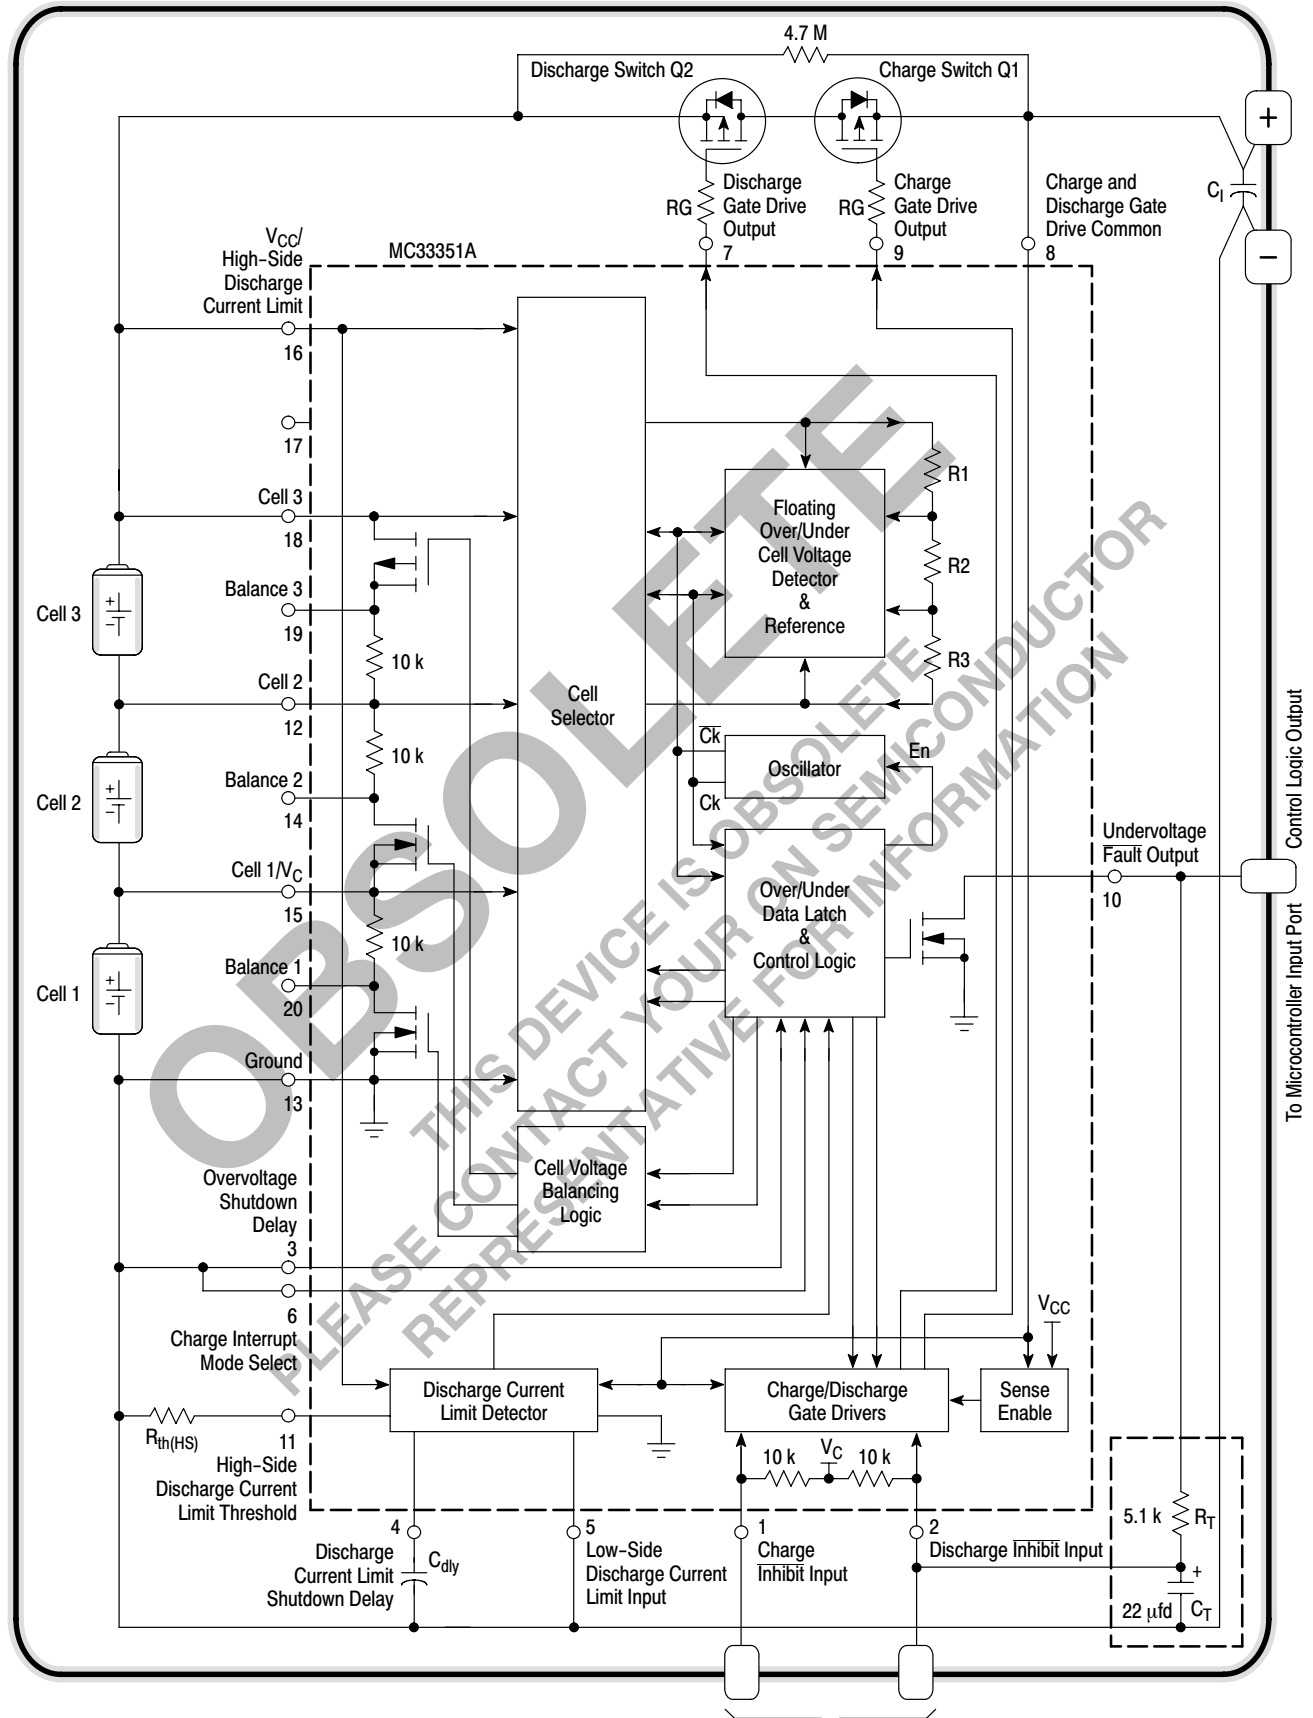 4.7 M
Discharge Switch Q2
Charge Switch Q1
+
C_I
−
RG
Discharge
Gate Drive
Output
7
RG
Charge
Gate Drive
Output
9
Charge and
Discharge Gate
Drive Common
8
MC33351A
V_CC/
High−Side
Discharge
Current Limit
16
17
Cell 3
18
Balance 3
19
10 k
Cell 2
12
10 k
Balance 2
14
Cell 1/V_C
15
10 k
Balance 1
20
Ground
13
Cell 3
+
−
Cell 2
+
−
Cell 1
+
−
Cell
Selector
Floating
Over/Under
Cell Voltage
Detector
&
Reference
R1
R2
R3
Ck
Ck
Oscillator
En
Over/Under
Data Latch
&
Control Logic
Undervoltage
Fault Output
10
Control Logic Output
To Microcontroller Input Port
Cell Voltage
Balancing
Logic
Overvoltage
Shutdown
Delay
3
6
Charge Interrupt
Mode Select
V_CC
Discharge Current
Limit Detector
Charge/Discharge
Gate Drivers
Sense
Enable
R_th(HS)
11
High−Side
Discharge Current
Limit Threshold
10 k
V_C
10 k
4
Discharge
Current Limit
Shutdown Delay
C_dly
5
Low−Side
Discharge Current
Limit Input
1
Charge
Inhibit Input
2
Discharge Inhibit Input
5.1 k
R_T
+
22 μfd
C_T
OBSOLETE
THIS DEVICE IS OBSOLETE
PLEASE CONTACT YOUR ON SEMICONDUCTOR
REPRESENTATIVE FOR INFORMATION